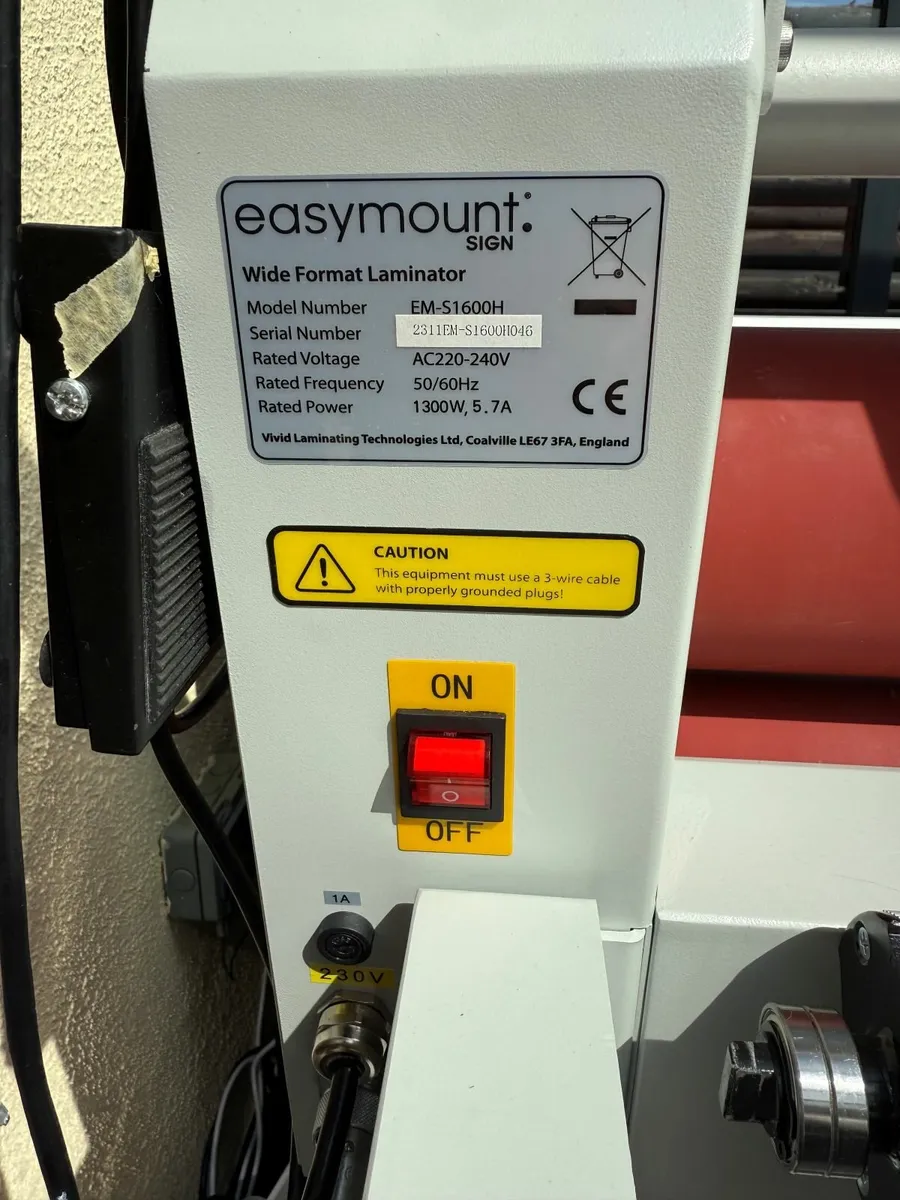 easymount
SIGN
Wide Format Laminator
Model Number EM-S1600H
Serial Number 2311EM-S1600H046
Rated Voltage AC220-240V
Rated Frequency 50/60Hz
Rated Power 1300W, 5.7A
CE
Vivid Laminating Technologies Ltd, Coalville LE67 3FA, England
CAUTION
This equipment must use a 3-wire cable
with properly grounded plugs!
ON
OFF
1A
230V